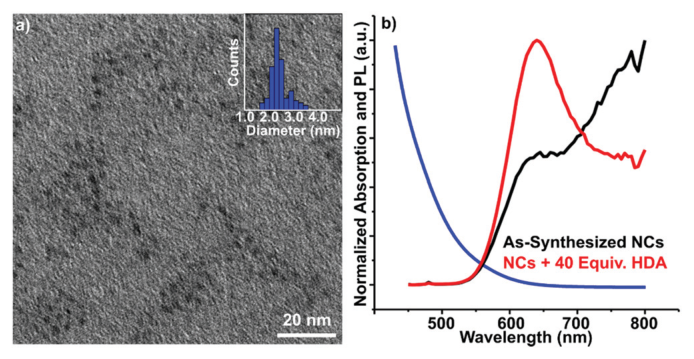 a)
Counts
1.0 2.0 3.0 4.0
Diameter (nm)
20 nm
b)
Normalized Absorption and PL (a.u.)
As-Synthesized NCs
NCs + 40 Equiv. HDA
500 600 700 800
Wavelength (nm)